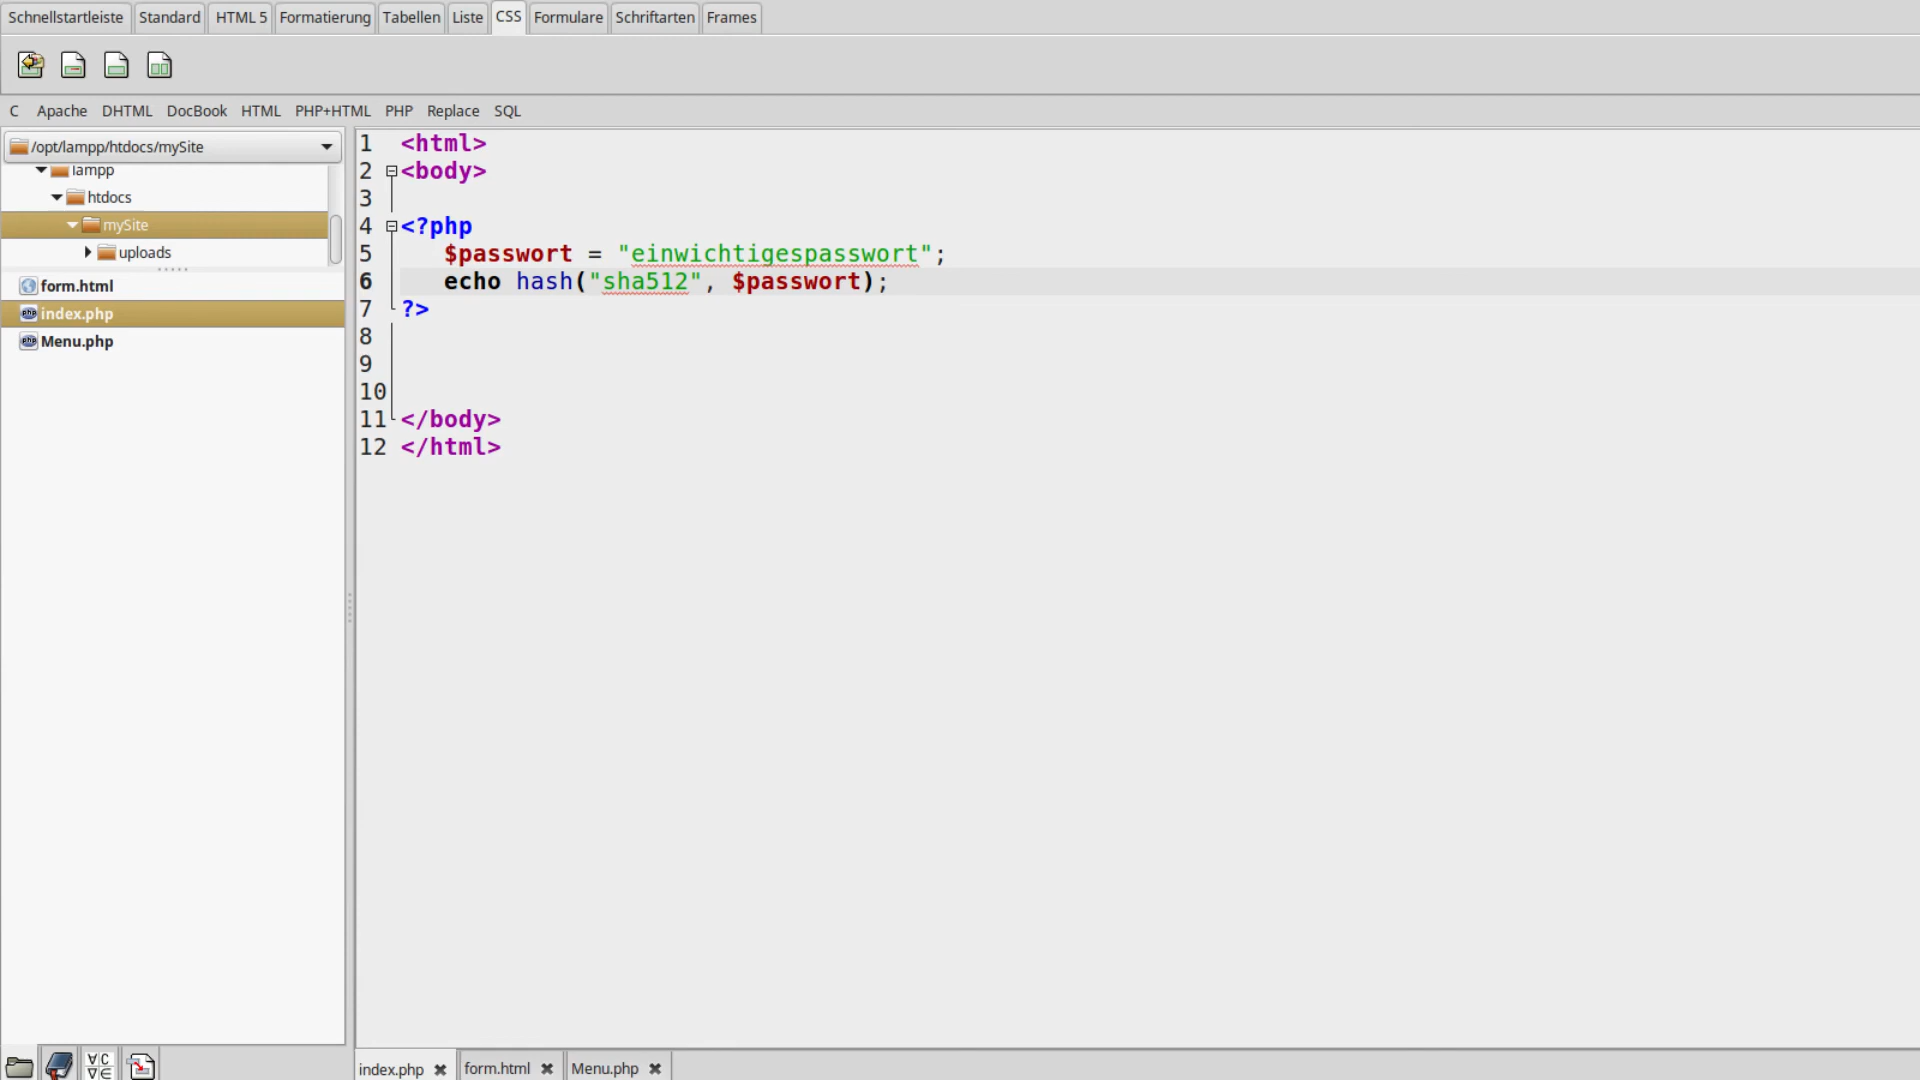 Schnellstartleiste Standard HTML 5 Formatierung Tabellen Liste CSS Formulare Schriftarten Frames
C Apache DHTML DocBook HTML PHP+HTML PHP Replace SQL
/opt/lampp/htdocs/mySite
lampp
htdocs
mySite
uploads
form.html
index.php
Menu.php
1 <html>
2 <body>
3
4 <?php
5 $passwort = "einwichtigespasswort";
6 echo hash("sha512", $passwort);
7 ?>
8
9
10
11 </body>
12 </html>
index.php form.html Menu.php